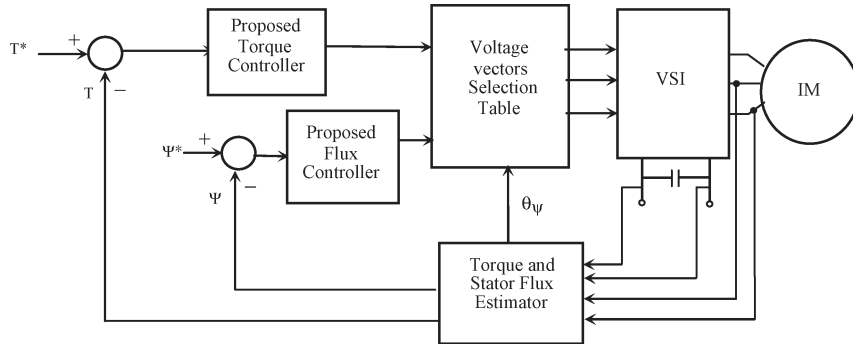 T*
+
T
−
Proposed
Torque
Controller
Ψ*
+
Ψ
−
Proposed
Flux
Controller
Voltage
vectors
Selection
Table
VSI
IM
θψ
Torque and
Stator Flux
Estimator